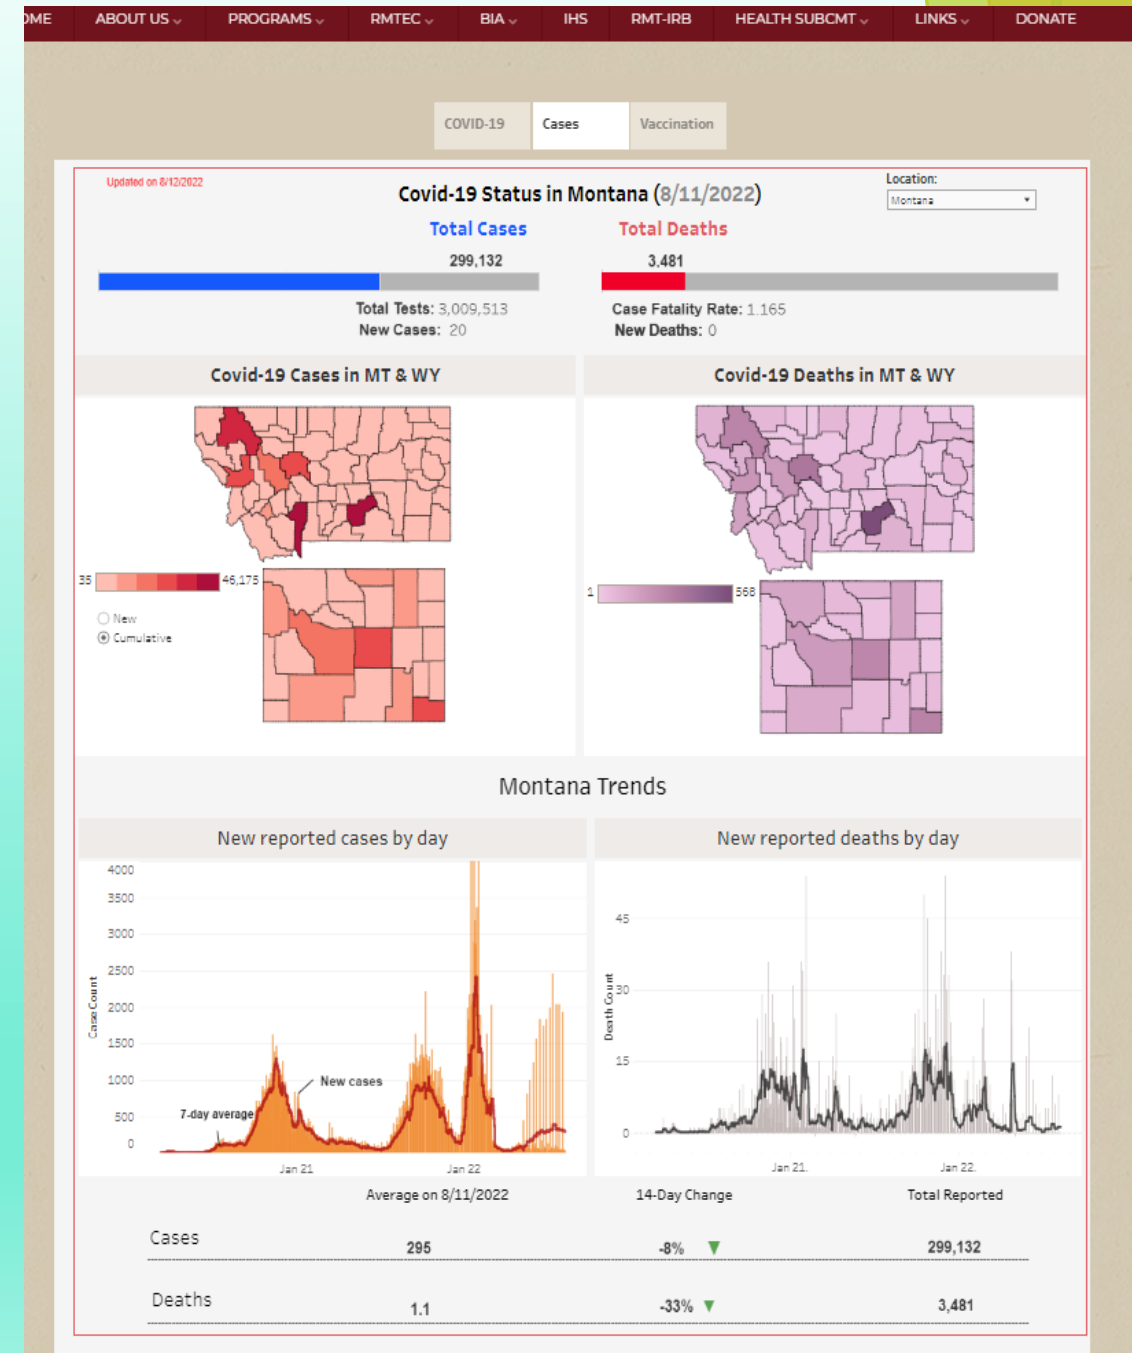 OME ABOUT US PROGRAMS RMTEC BIA IHS RMT-IRB HEALTH SUBCMT LINKS DONATE
COVID-19 Cases Vaccination
Updated on 8/12/2022
Location:
Covid-19 Status in Montana (8/11/2022)
Montana
Total Cases Total Deaths
299,132 3,481
Total Tests: 3,009,513 Case Fatality Rate: 1.165
New Cases: 20 New Deaths: 0
Covid-19 Cases in MT & WY Covid-19 Deaths in MT & WY
35 46,175
1 568
New
Cumulative
Montana Trends
New reported cases by day New reported deaths by day
4000
3500
3000
2500
2000
1500
1000
500
0
Case Count
New cases
7-day average
Jan 21 Jan 22
45
30
15
0
Death Count
Jan 21. Jan 22.
Average on 8/11/2022 14-Day Change Total Reported
Cases 295 -8% ▼ 299,132
Deaths 1.1 -33% ▼ 3,481